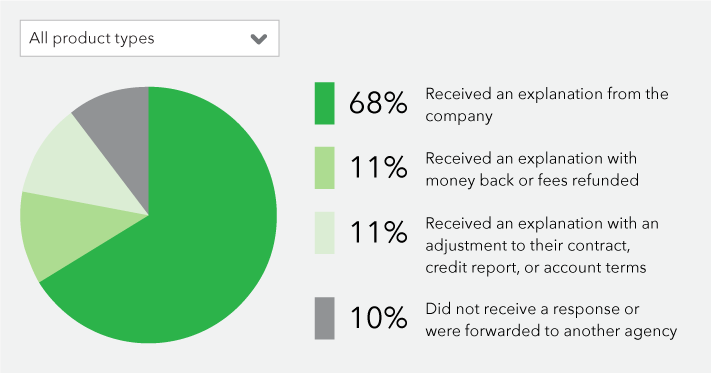 All product types
68%
Received an explanation from the
company
11%
Received an explanation with
money back or fees refunded
11%
Received an explanation with an
adjustment to their contract,
credit report, or account terms
10%
Did not receive a response or
were forwarded to another agency